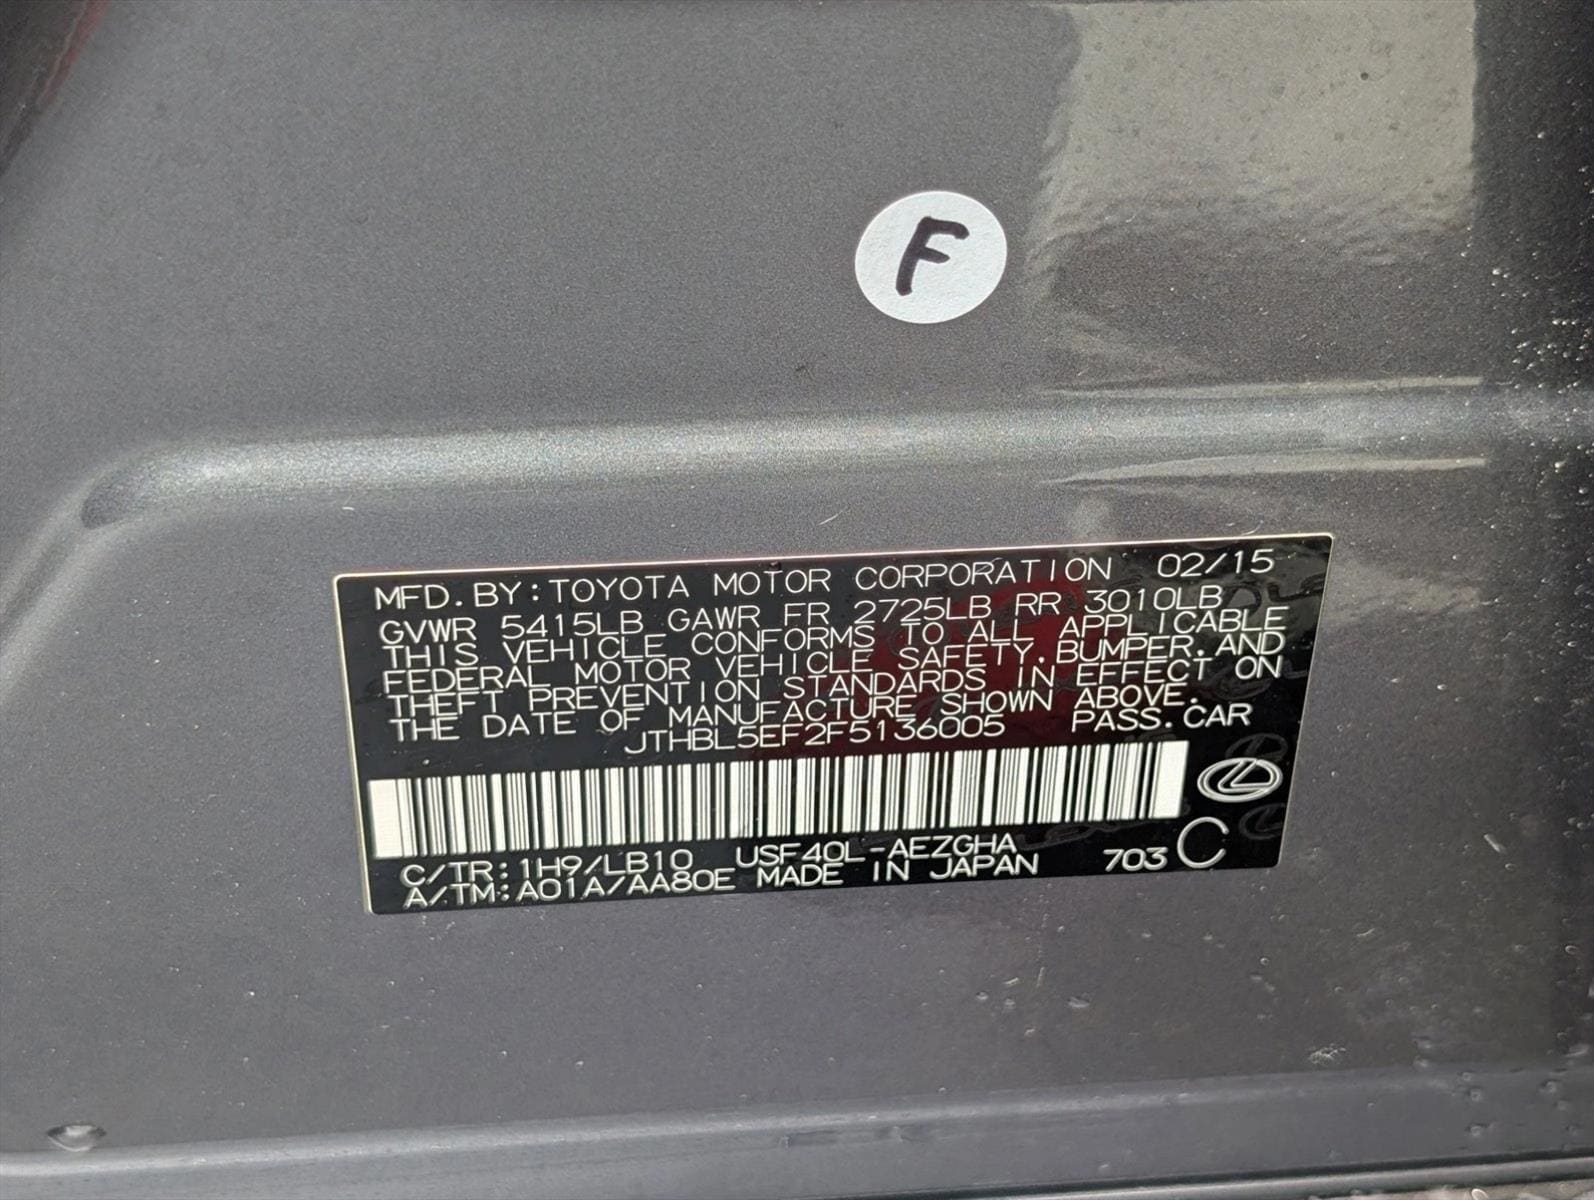 F
MFD.BY:TOYOTA MOTOR CORPORATION 02/15
GVWR 5415LB GAWR FR 2725LB RR 3010LB
THIS VEHICLE CONFORMS TO ALL APPLICABLE
FEDERAL MOTOR VEHICLE SAFETY,BUMPER,AND
THEFT PREVENTION STANDARDS IN EFFECT ON
THE DATE OF MANUFACTURE SHOWN ABOVE.
JTHBL5EF2F5136005 PASS.CAR
C/TR:1H9/LB10 USF40L-AEZGHA
A/TM:A01A/AA80E MADE IN JAPAN 703 C